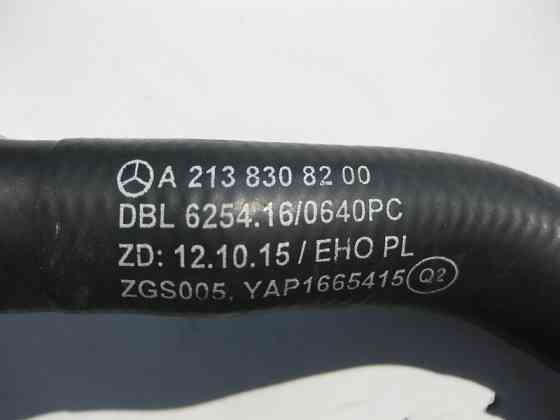 A 213 830 82 00
DBL 6254.16/0640PC
ZD: 12.10.15 / EHO PL
ZGS005, YAP1665415 Q2